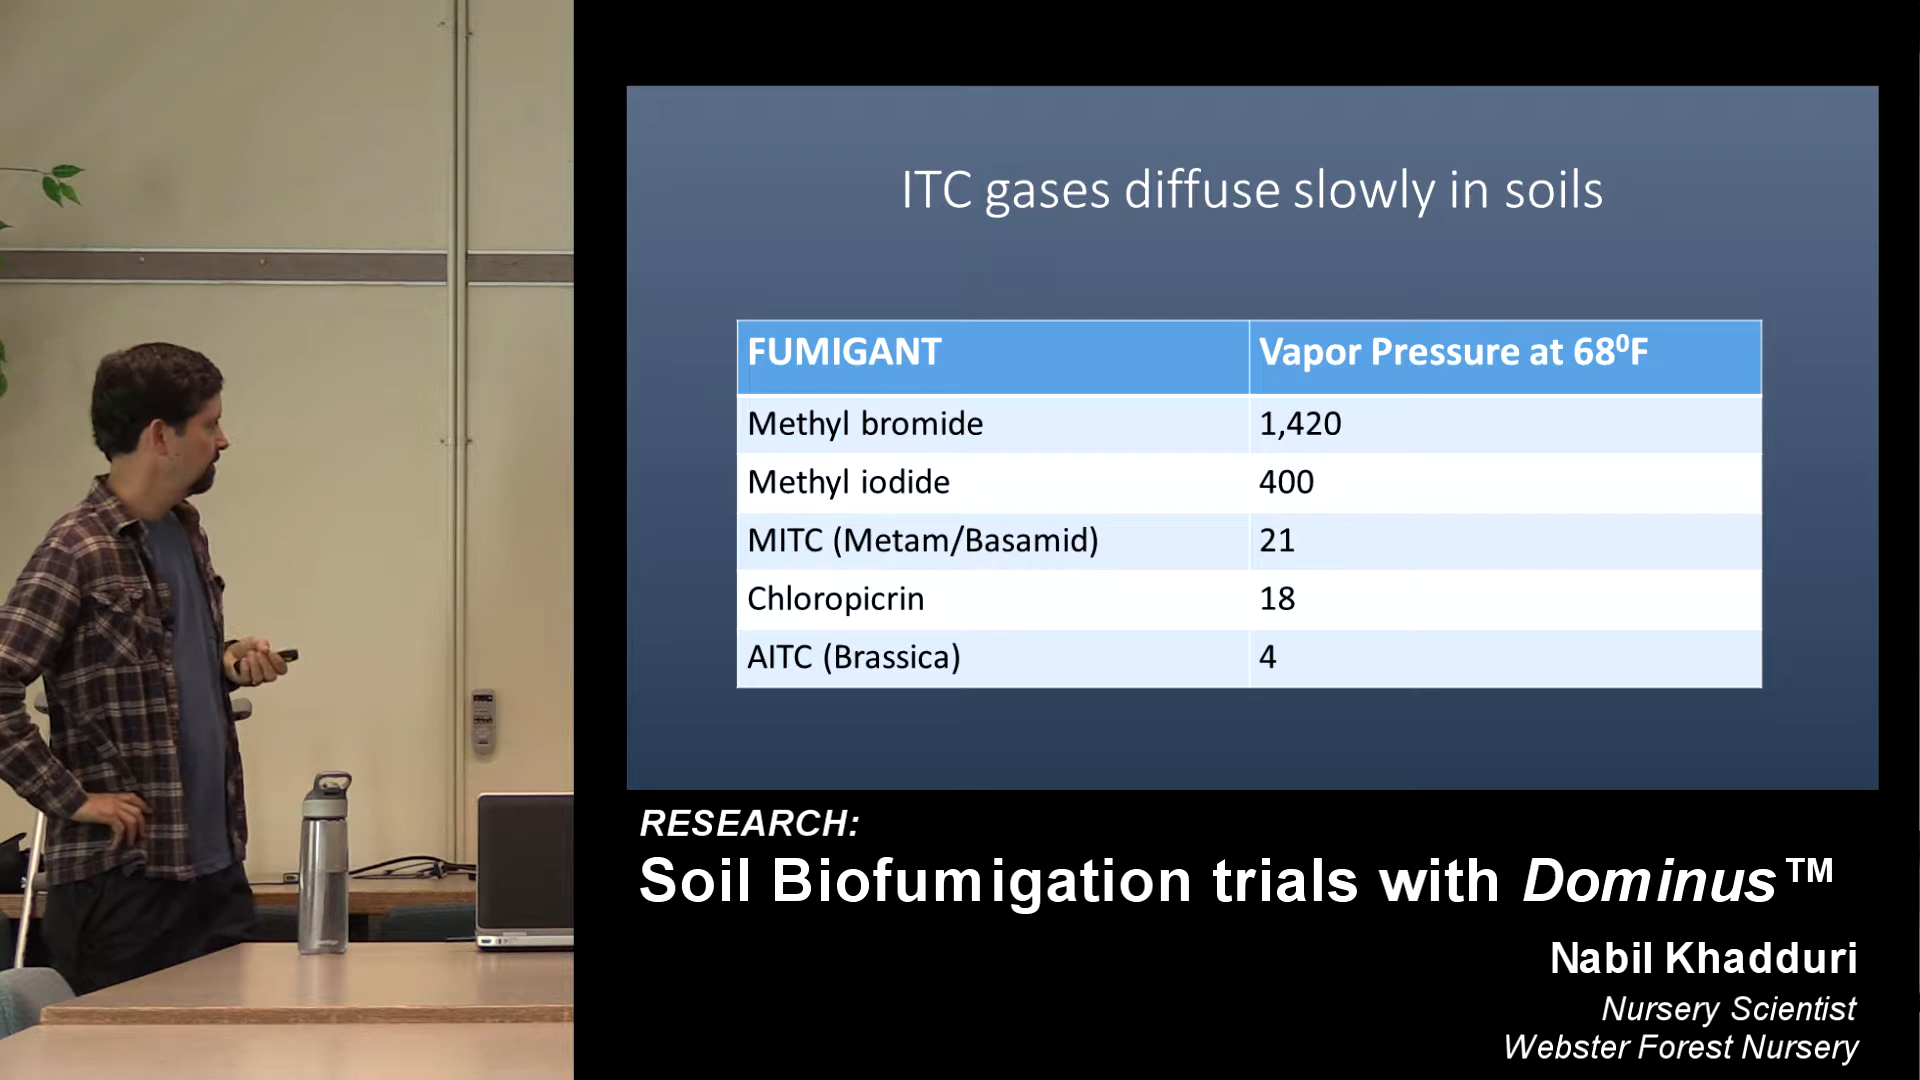 ITC gases diffuse slowly in soils
FUMIGANT Vapor Pressure at 68⁰F
Methyl bromide 1,420
Methyl iodide 400
MITC (Metam/Basamid) 21
Chloropicrin 18
AITC (Brassica) 4
RESEARCH:
Soil Biofumigation trials with Dominus™
Nabil Khadduri
Nursery Scientist
Webster Forest Nursery